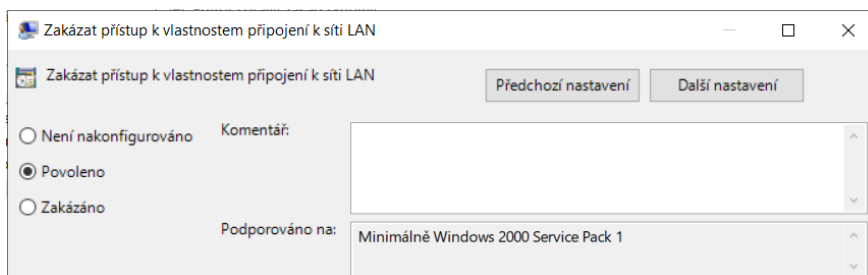 Zakázat přístup k vlastnostem připojení k síti LAN
Zakázat přístup k vlastnostem připojení k síti LAN
Předchozí nastavení
Další nastavení
Není nakonfigurováno
Komentář:
Povoleno
Zakázáno
Podporováno na:
Minimálně Windows 2000 Service Pack 1